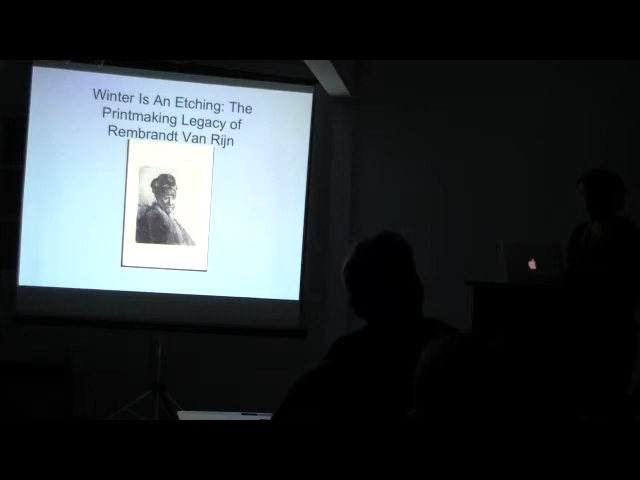 Winter Is An Etching: The
Printmaking Legacy of
Rembrandt Van Rijn